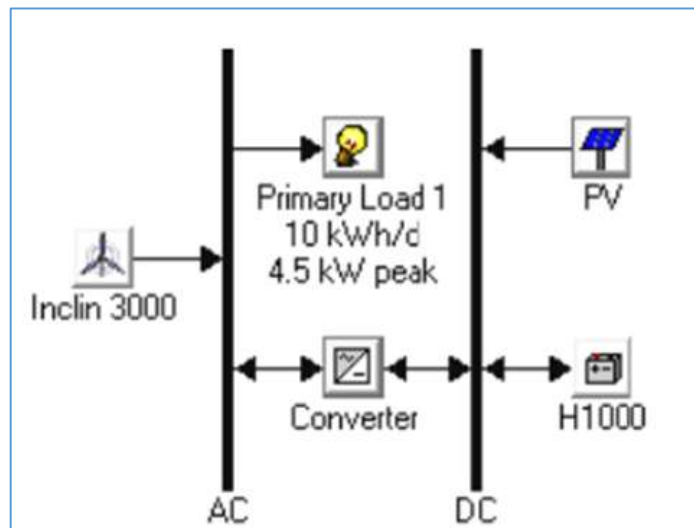 Primary Load 1
10 kWh/d
4.5 kW peak
PV
Inclin 3000
Converter
H1000
AC
DC